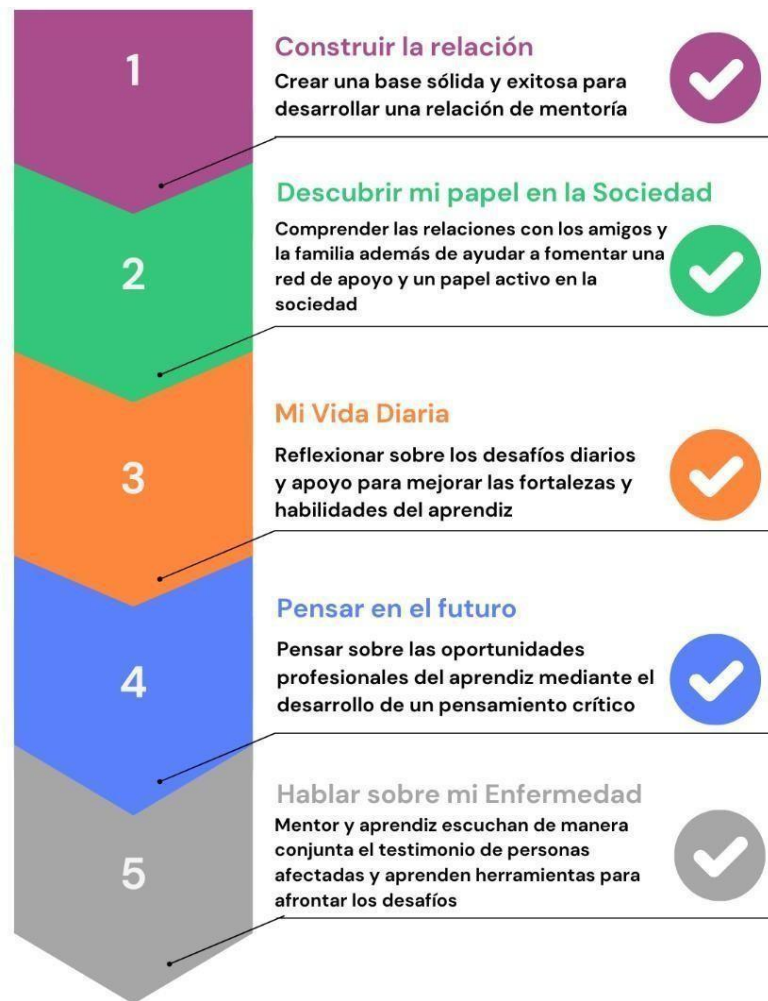 1
Construir la relación
Crear una base sólida y exitosa para
desarrollar una relación de mentoría
2
Descubrir mi papel en la Sociedad
Comprender las relaciones con los amigos y
la familia además de ayudar a fomentar una
red de apoyo y un papel activo en la
sociedad
3
Mi Vida Diaria
Reflexionar sobre los desafíos diarios
y apoyo para mejorar las fortalezas y
habilidades del aprendiz
4
Pensar en el futuro
Pensar sobre las oportunidades
profesionales del aprendiz mediante el
desarrollo de un pensamiento crítico
5
Hablar sobre mi Enfermedad
Mentor y aprendiz escuchan de manera
conjunta el testimonio de personas
afectadas y aprenden herramientas para
afrontar los desafíos